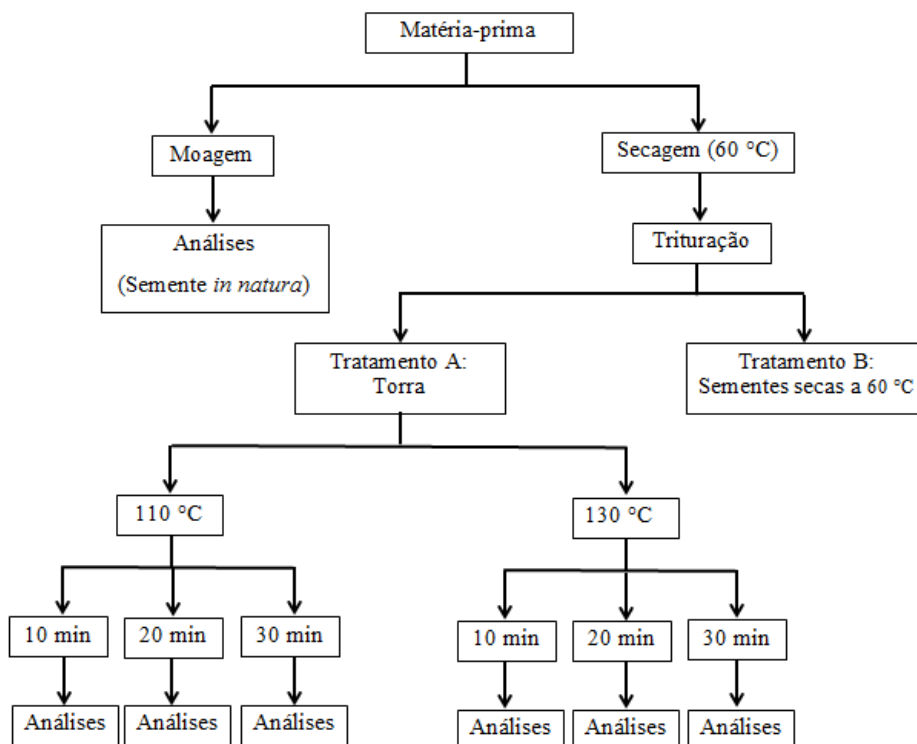 Matéria-prima
Moagem
Secagem (60 °C)
Análises
(Semente in natura)
Trituração
Tratamento A:
Torra
Tratamento B:
Sementes secas a 60 °C
110 °C
130 °C
10 min
20 min
30 min
10 min
20 min
30 min
Análises
Análises
Análises
Análises
Análises
Análises